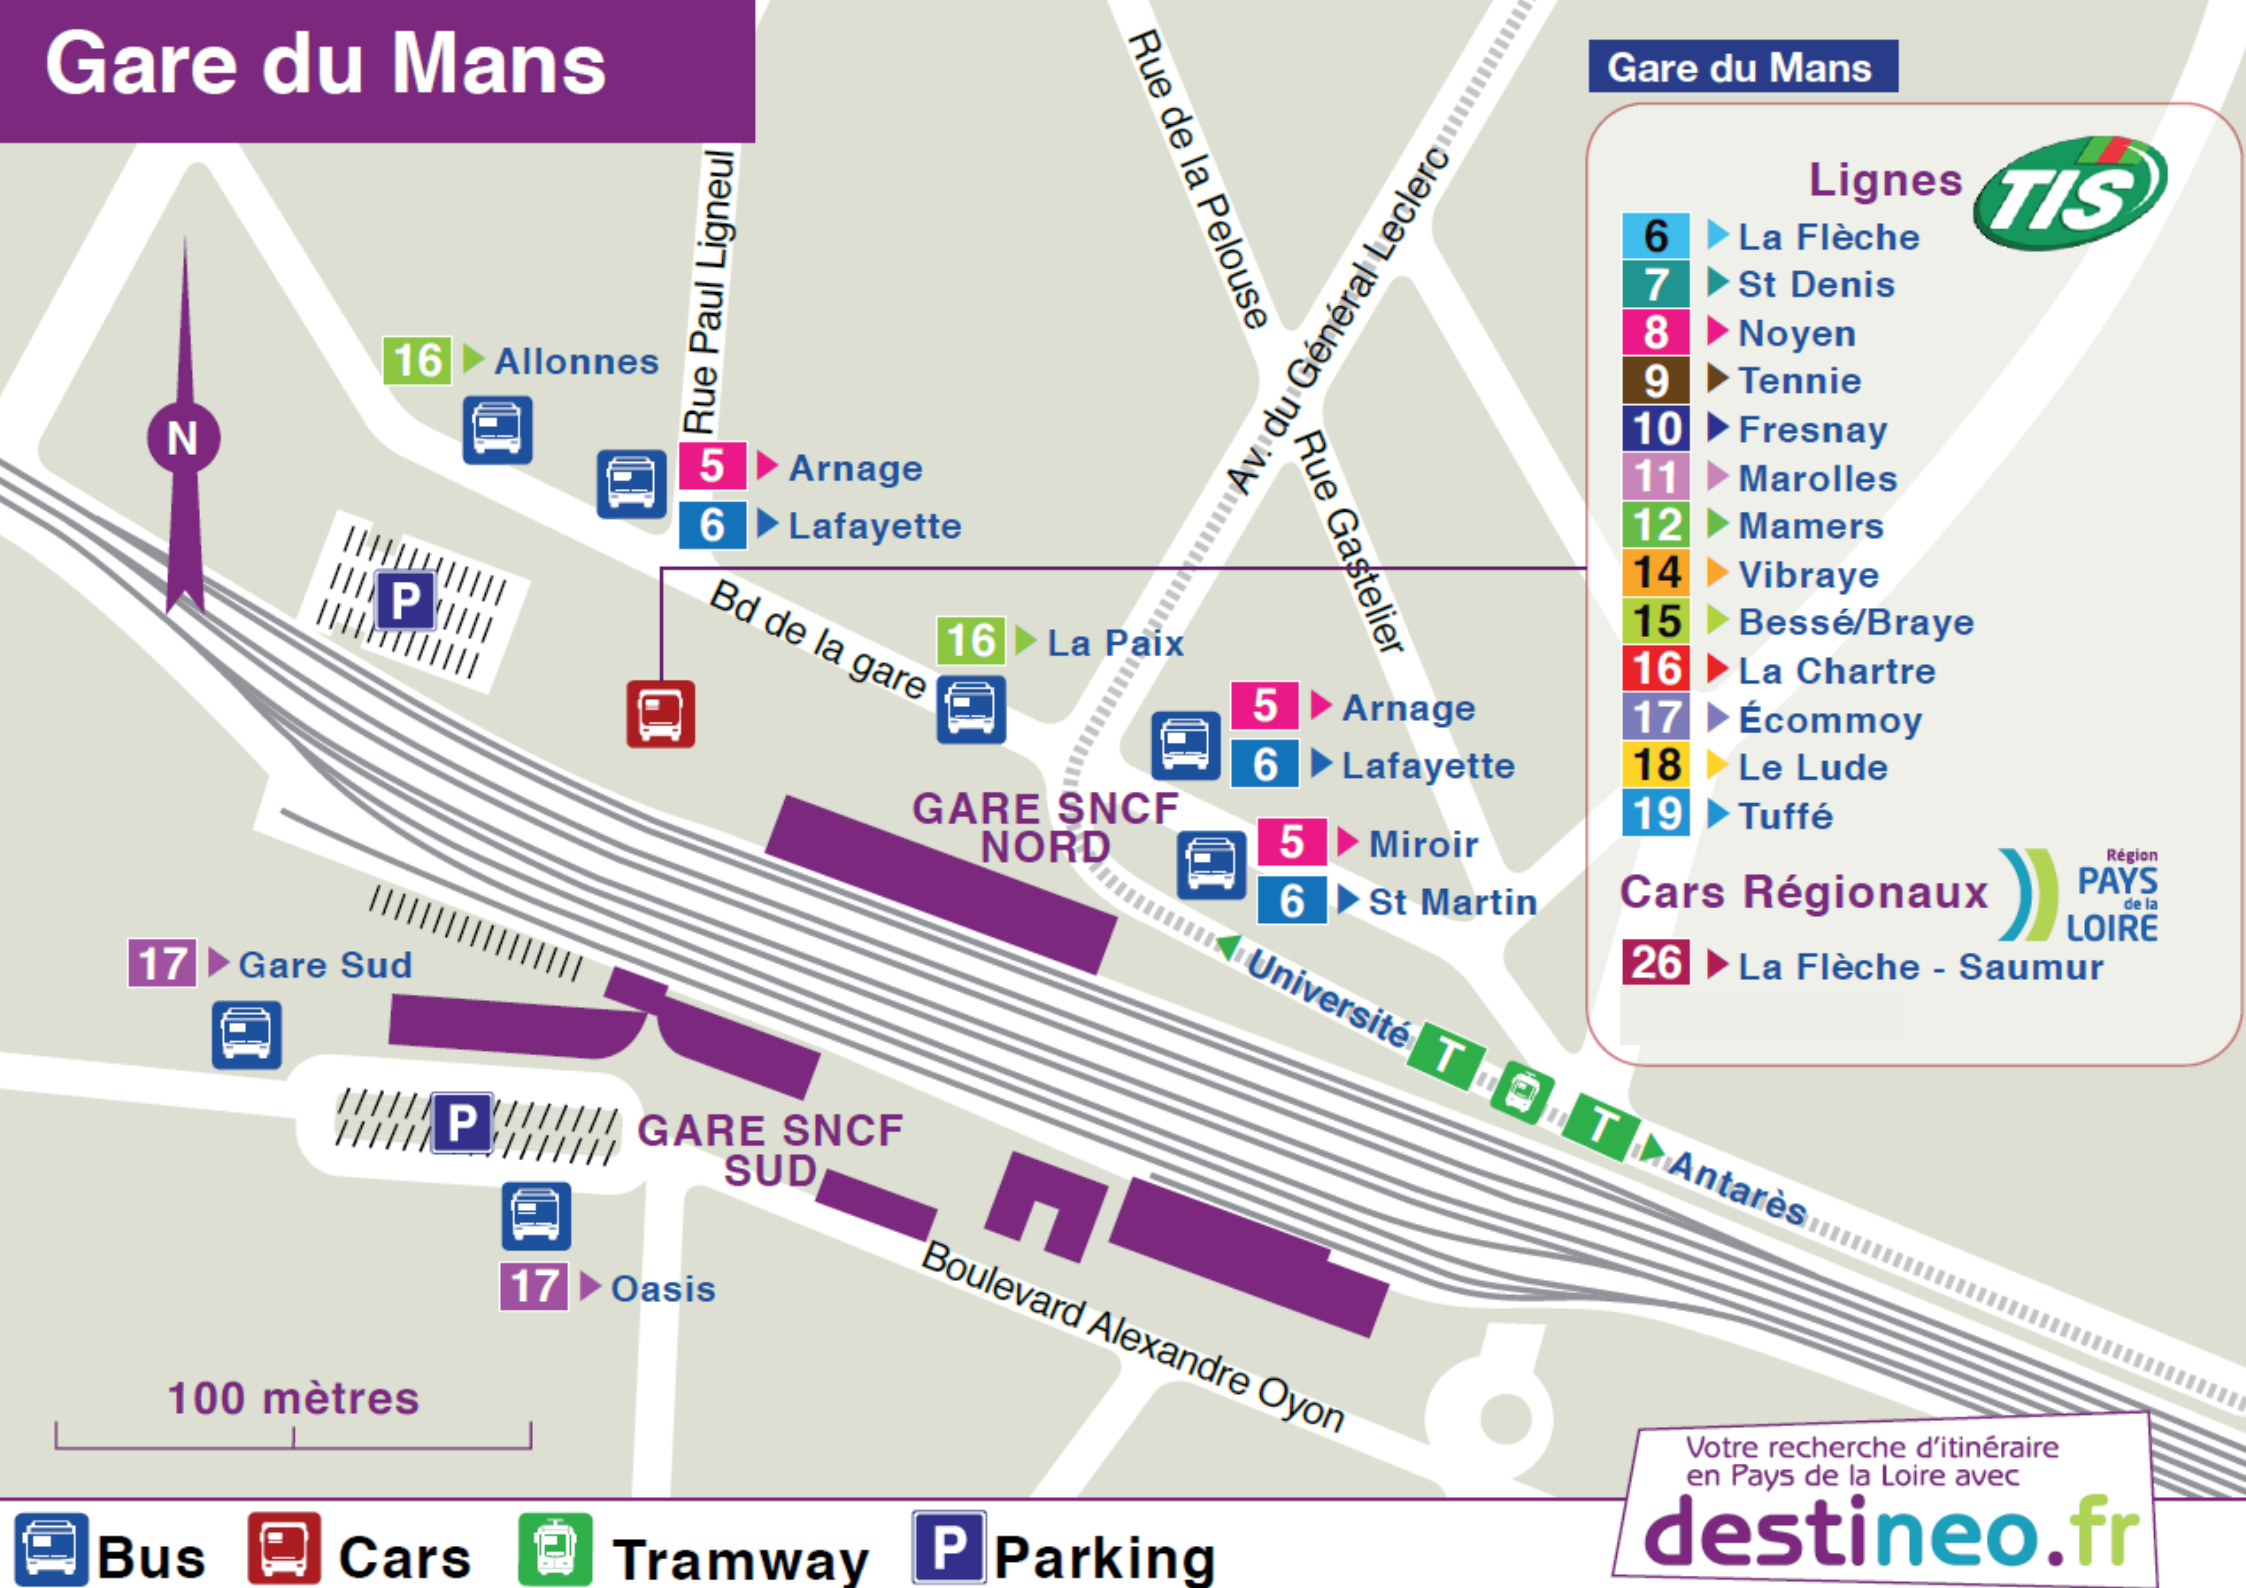 Gare du Mans
Gare du Mans
Lignes TIS
6 La Flèche
7 St Denis
8 Noyen
9 Tennie
10 Fresnay
11 Marolles
12 Mamers
14 Vibraye
15 Bessé/Braye
16 La Chartre
17 Écommoy
18 Le Lude
19 Tuffé
Cars Régionaux
Région
PAYS
de la
LOIRE
26 La Flèche - Saumur
Rue Paul Ligneul
Rue de la Pelouse
Av. du Général Leclerc
Rue Gastelier
N
16 Allonnes
5 Arnage
6 Lafayette
P
Bd de la gare
16 La Paix
5 Arnage
6 Lafayette
GARE SNCF
NORD
5 Miroir
6 St Martin
Université
T
T
Antarès
17 Gare Sud
P
GARE SNCF
SUD
17 Oasis
Boulevard Alexandre Oyon
100 mètres
Votre recherche d'itinéraire
en Pays de la Loire avec
destineo.fr
Bus
Cars
Tramway
P Parking